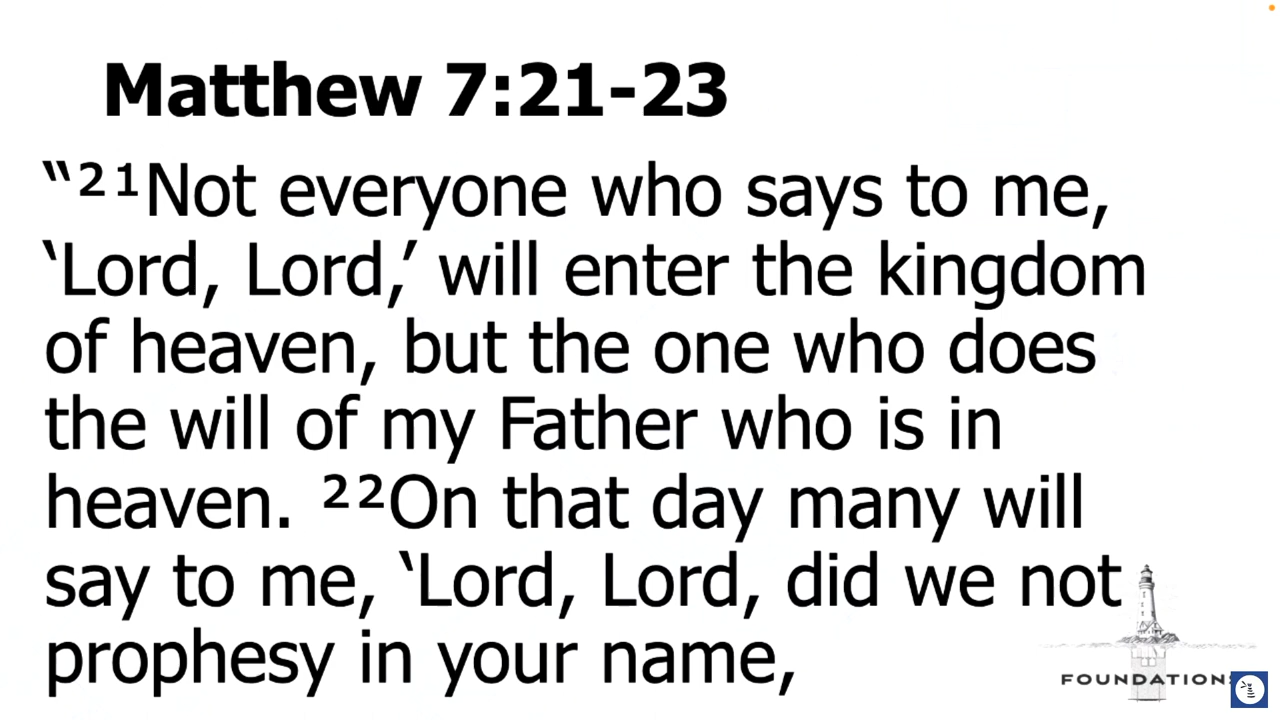 Matthew 7:21-23
“²¹Not everyone who says to me,
‘Lord, Lord,’ will enter the kingdom
of heaven, but the one who does
the will of my Father who is in
heaven. ²²On that day many will
say to me, ‘Lord, Lord, did we not
prophesy in your name,
FOUNDATIONS